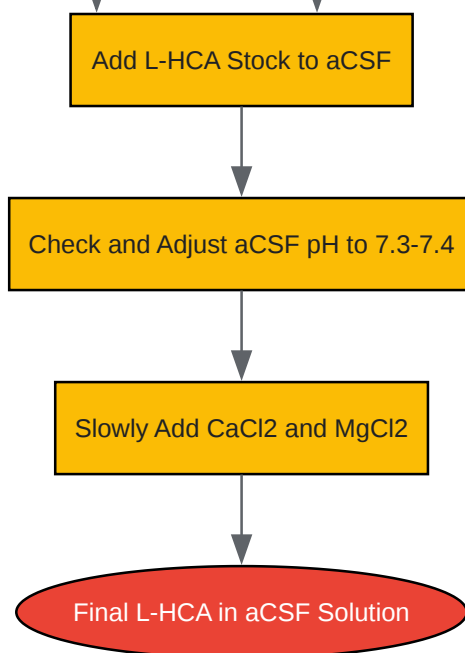 Add L-HCA Stock to aCSF
Check and Adjust aCSF pH to 7.3-7.4
Slowly Add CaCl2 and MgCl2
Final L-HCA in aCSF Solution